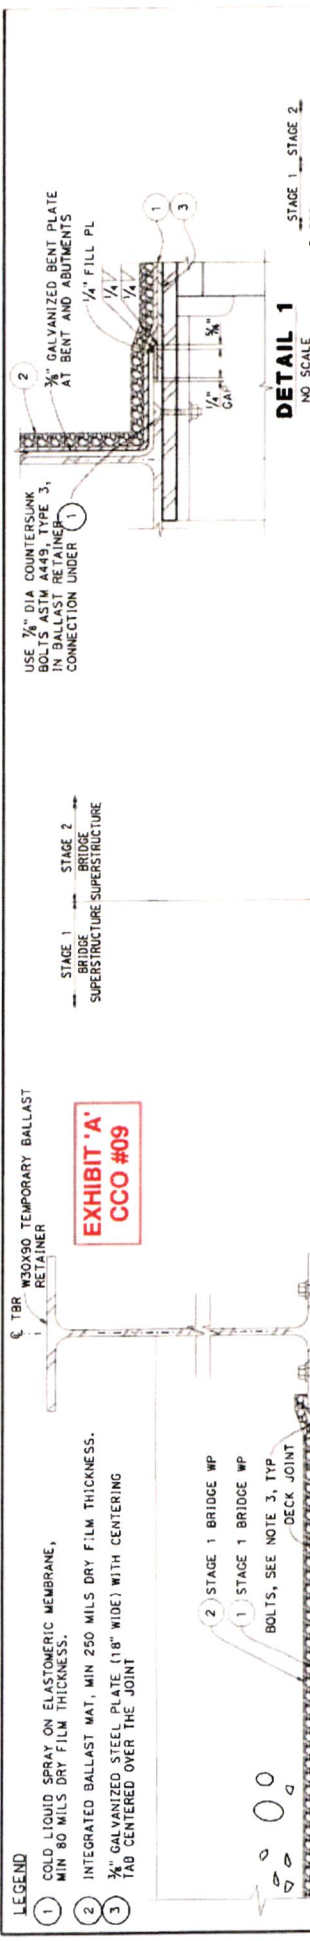 LEGEND
1 COLD LIQUID SPRAY ON ELASTOMERIC MEMBRANE,
MIN 80 MILS DRY FILM THICKNESS.
2 INTEGRATED BALLAST MAT, MIN 250 MILS DRY FILM THICKNESS.
3 3/8" GALVANIZED STEEL PLATE (18" WIDE) WITH CENTERING
TAB CENTERED OVER THE JOINT
℄ TBR W30X90 TEMPORARY BALLAST
RETAINER
EXHIBIT 'A'
CCO #09
2 STAGE 1 BRIDGE WP
1 STAGE 1 BRIDGE WP
BOLTS, SEE NOTE 3, TYP
DECK JOINT
STAGE 1 STAGE 2
BRIDGE BRIDGE
SUPERSTRUCTURE SUPERSTRUCTURE
USE 7/8" DIA COUNTERSUNK
BOLTS ASTM A449, TYPE 3,
IN BALLAST RETAINER
CONNECTION UNDER 1
2
3/8" GALVANIZED BENT PLATE
AT BENT AND ABUTMENTS
1/4" FILL PL
1/4
1/4
1/4
1
3
1/4"
GAP
DETAIL 1
NO SCALE
STAGE 1 STAGE 2